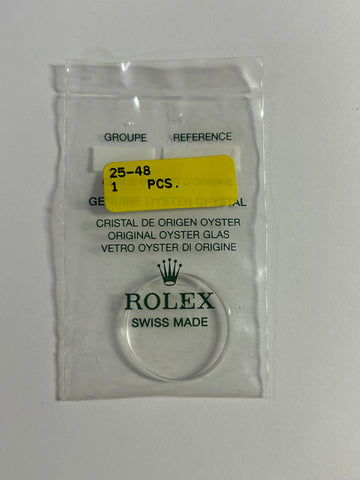 GROUPE REFERENCE
25-48
1 PCS.
D'ORIGINE
GENUINE OYSTER CRYSTAL
CRISTAL DE ORIGEN OYSTER
ORIGINAL OYSTER GLAS
VETRO OYSTER DI ORIGINE
ROLEX
SWISS MADE